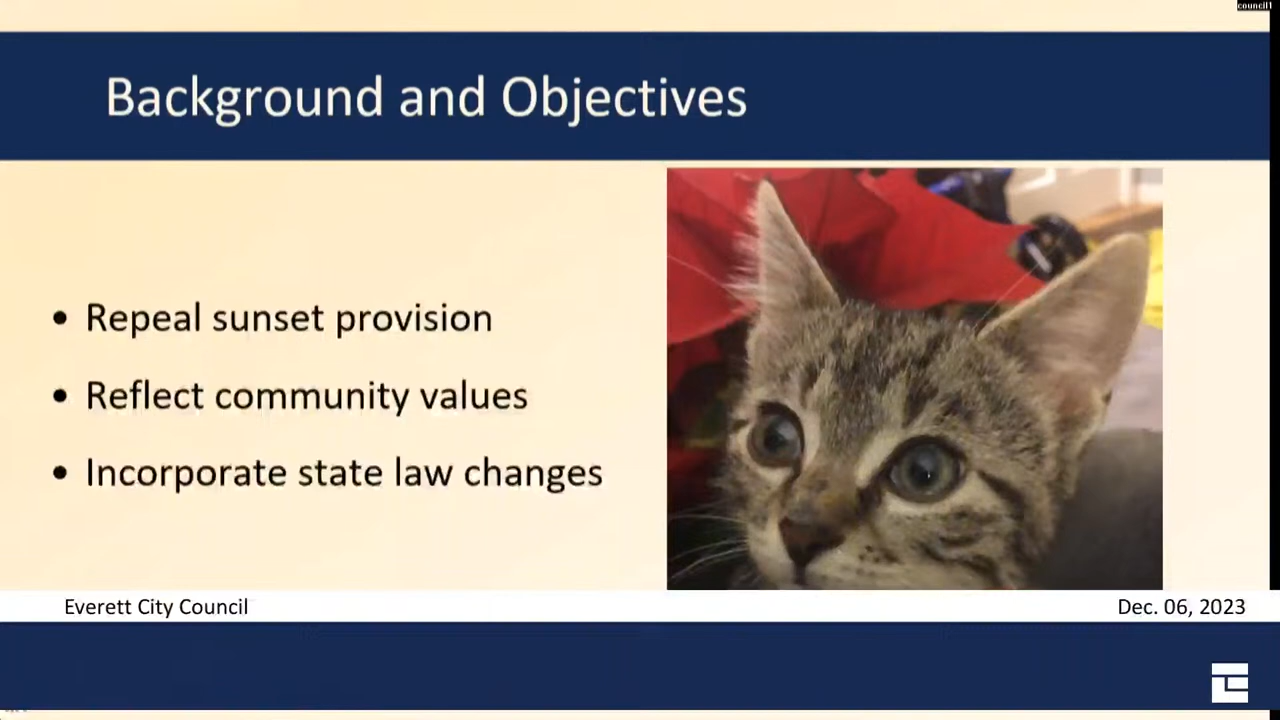 council1
Background and Objectives
• Repeal sunset provision
• Reflect community values
• Incorporate state law changes
Everett City Council
Dec. 06, 2023